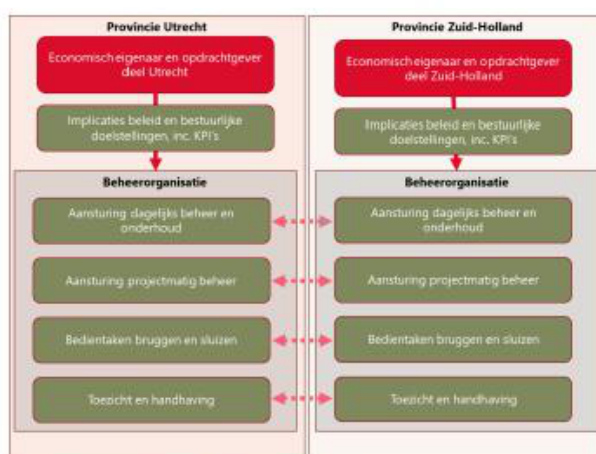 Provincie Utrecht
Economisch eigenaar en opdrachtgever
deel Utrecht
Implicaties beleid en bestuurlijke
doelstellingen, inc. KPI's
Beheerorganisatie
Aansturing dagelijks beheer en
onderhoud
Aansturing projectmatig beheer
Bedientaken bruggen en sluizen
Toezicht en handhaving
Provincie Zuid-Holland
Economisch eigenaar en opdrachtgever
deel Zuid-Holland
Implicaties beleid en bestuurlijke
doelstellingen, inc. KPI's
Beheerorganisatie
Aansturing dagelijks beheer en
onderhoud
Aansturing projectmatig beheer
Bedientaken bruggen en sluizen
Toezicht en handhaving